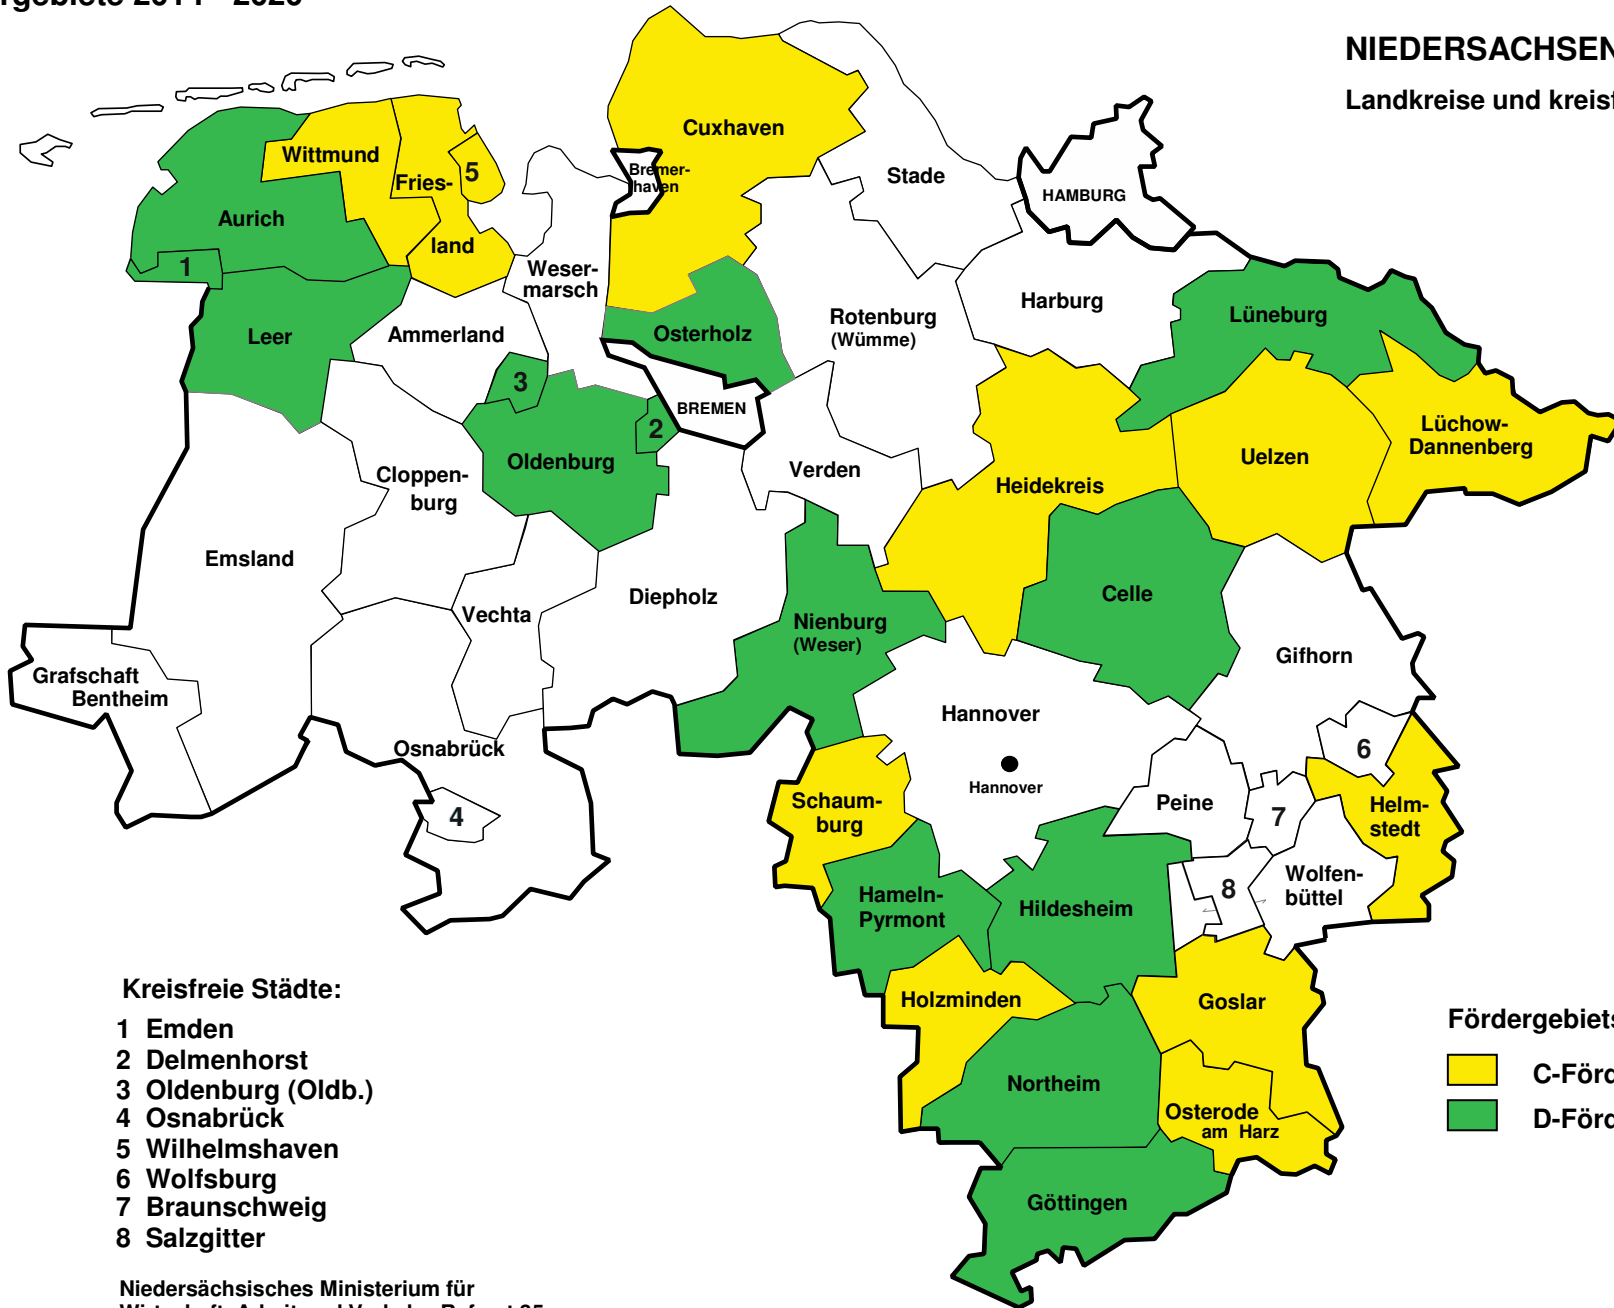 2014 - 2020
NIEDERSACHSEN
Landkreise und
Cuxhaven
Wittmund
Fries-
land
5
Bremer-
haven
Stade
HAMBURG
Aurich
1
Weser-
marsch
Harburg
Lüneburg
Leer
Ammerland
Osterholz
Rotenburg
(Wümme)
3
BREMEN
2
Lüchow-
Dannenberg
Oldenburg
Cloppen-
burg
Verden
Heidekreis
Uelzen
Emsland
Vechta
Diepholz
Nienburg
(Weser)
Celle
Gifhorn
Grafschaft
Bentheim
Osnabrück
4
Hannover
Hannover
6
Schaum-
burg
Peine
7
Helm-
stedt
Hameln-
Pyrmont
Hildesheim
8
Wolfen-
büttel
Holzminden
Goslar
Northeim
Osterode
am Harz
Göttingen
Kreisfreie Städte:
1 Emden
2 Delmenhorst
3 Oldenburg (Oldb.)
4 Osnabrück
5 Wilhelmshaven
6 Wolfsburg
7 Braunschweig
8 Salzgitter
Niedersächsisches Ministerium für